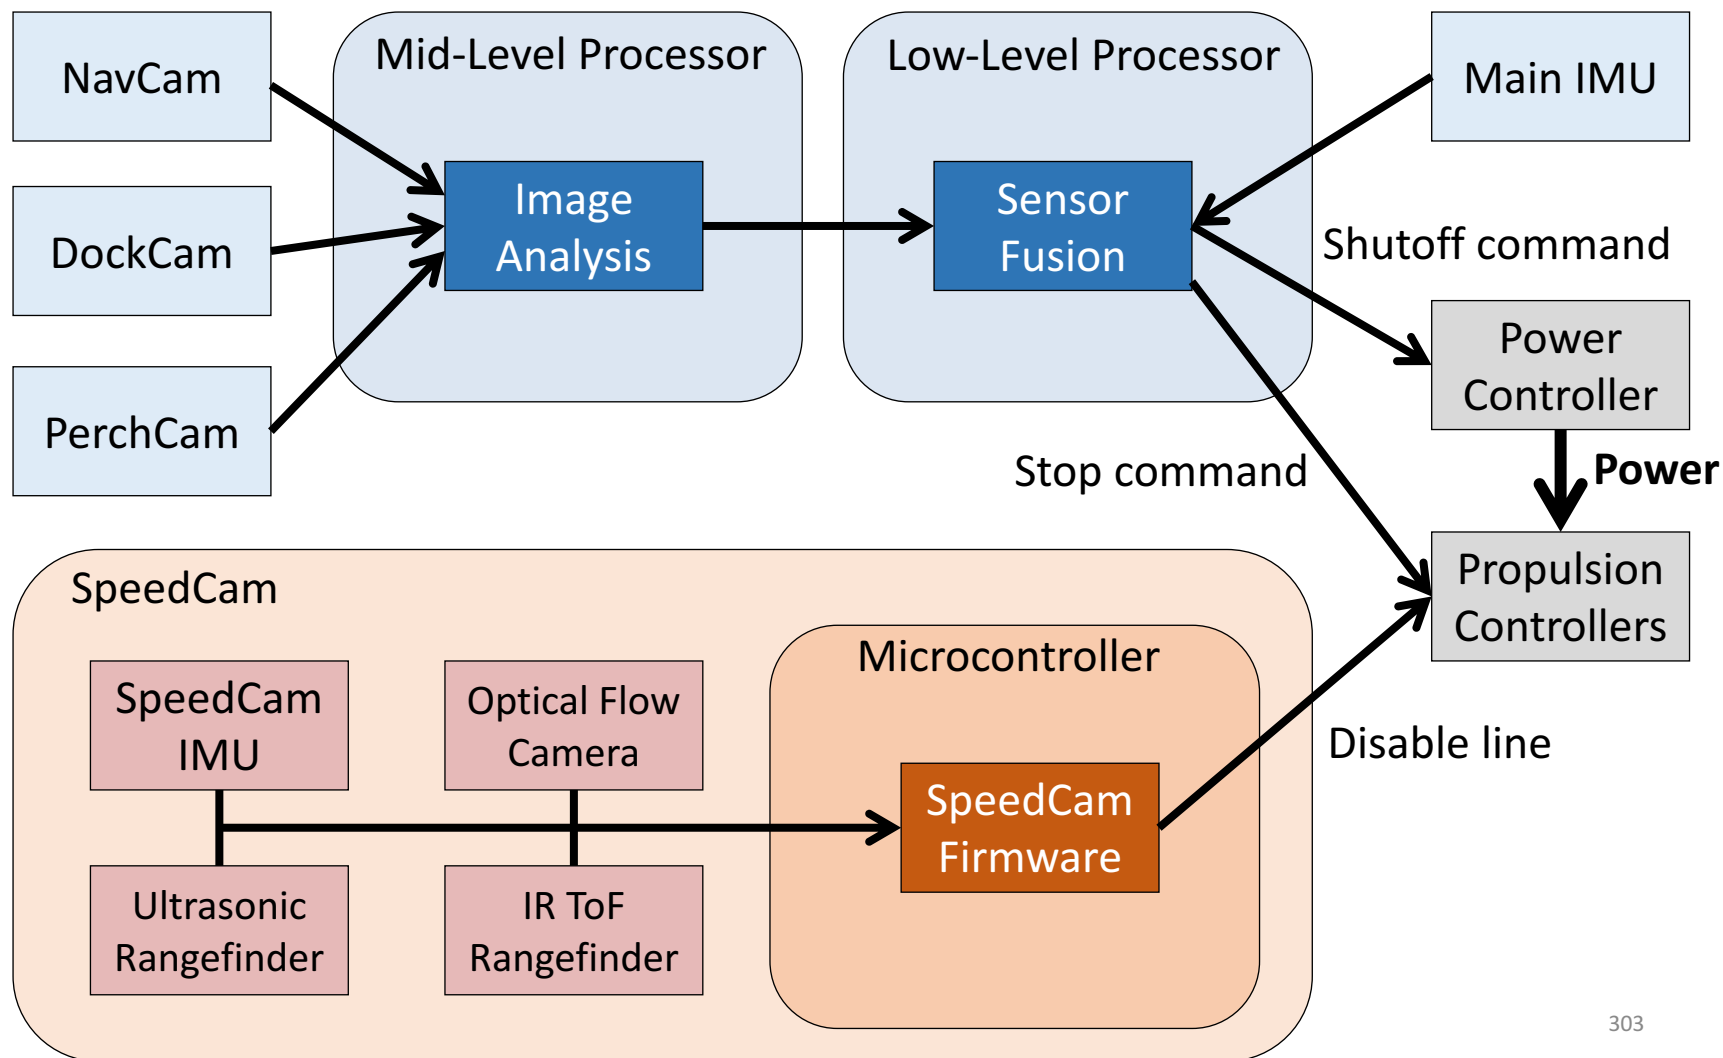 NavCam
Mid-Level Processor
Low-Level Processor
Main IMU
Image
Analysis
Sensor
Fusion
DockCam
Shutoff command
Power
Controller
PerchCam
Stop command
Power
Propulsion
Controllers
SpeedCam
Microcontroller
SpeedCam
IMU
Optical Flow
Camera
Disable line
SpeedCam
Firmware
Ultrasonic
Rangefinder
IR ToF
Rangefinder
303